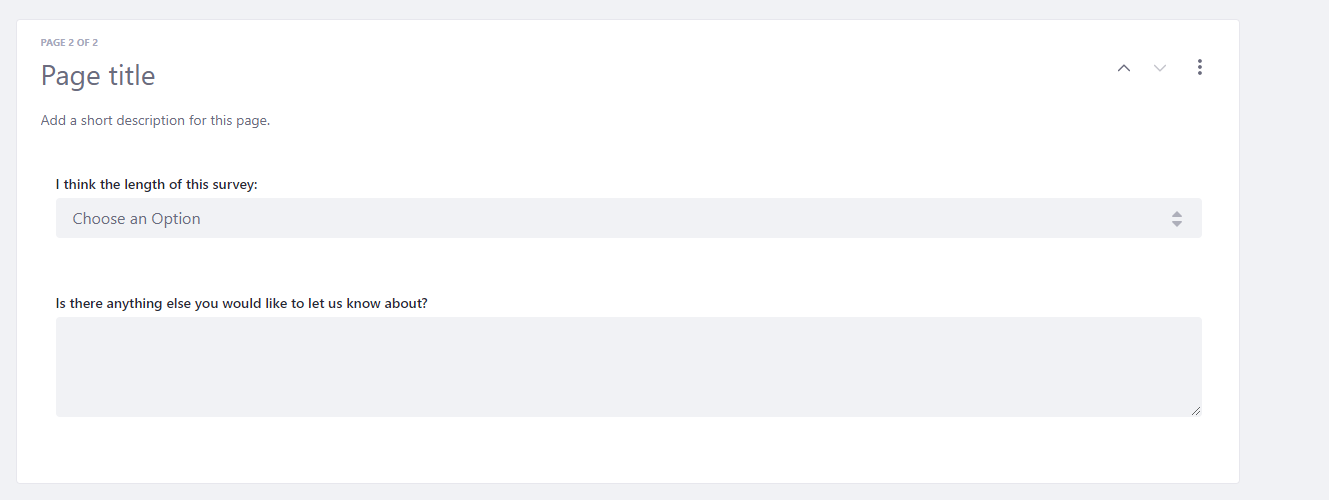 PAGE 2 OF 2
Page title
Add a short description for this page.
I think the length of this survey:
Choose an Option
Is there anything else you would like to let us know about?